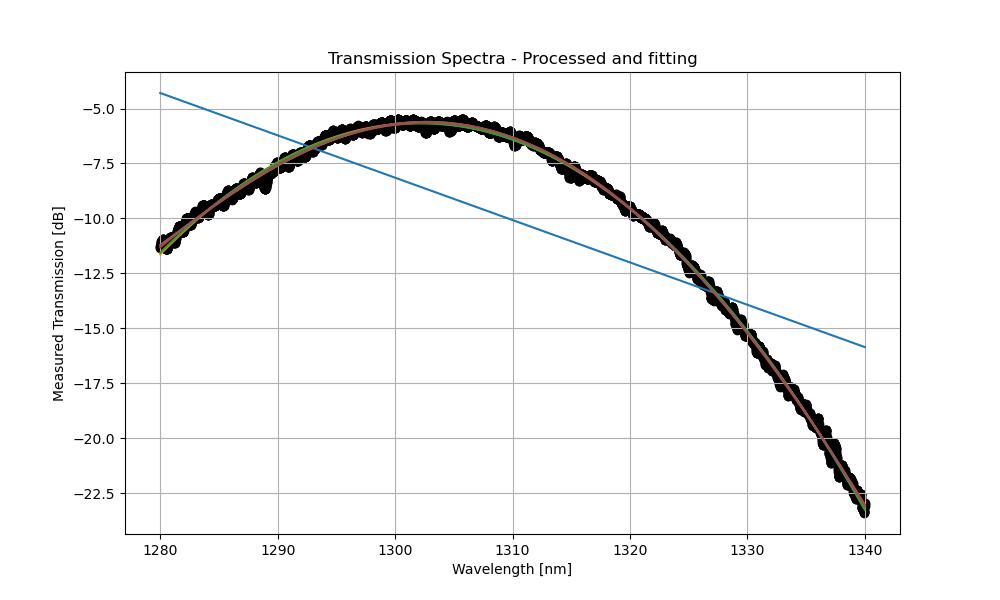 Transmission Spectra - Processed and fitting
Measured Transmission [dB]
−5.0
−7.5
−10.0
−12.5
−15.0
−17.5
−20.0
−22.5
1280 1290 1300 1310 1320 1330 1340
Wavelength [nm]